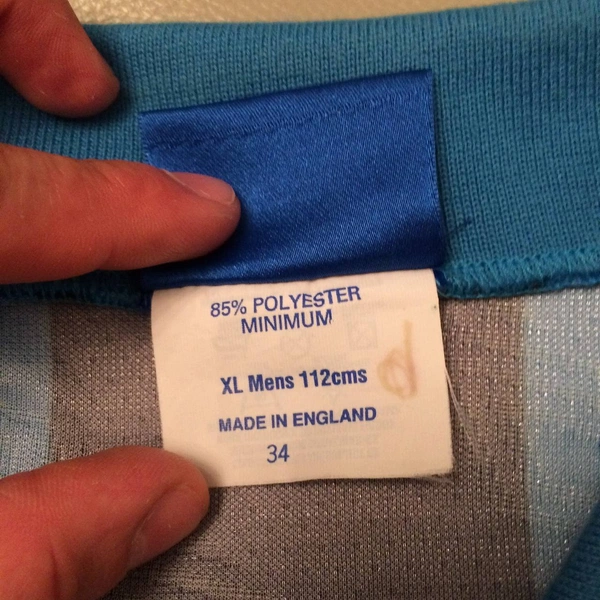 85% POLYESTER
MINIMUM
XL Mens 112cms
MADE IN ENGLAND
34